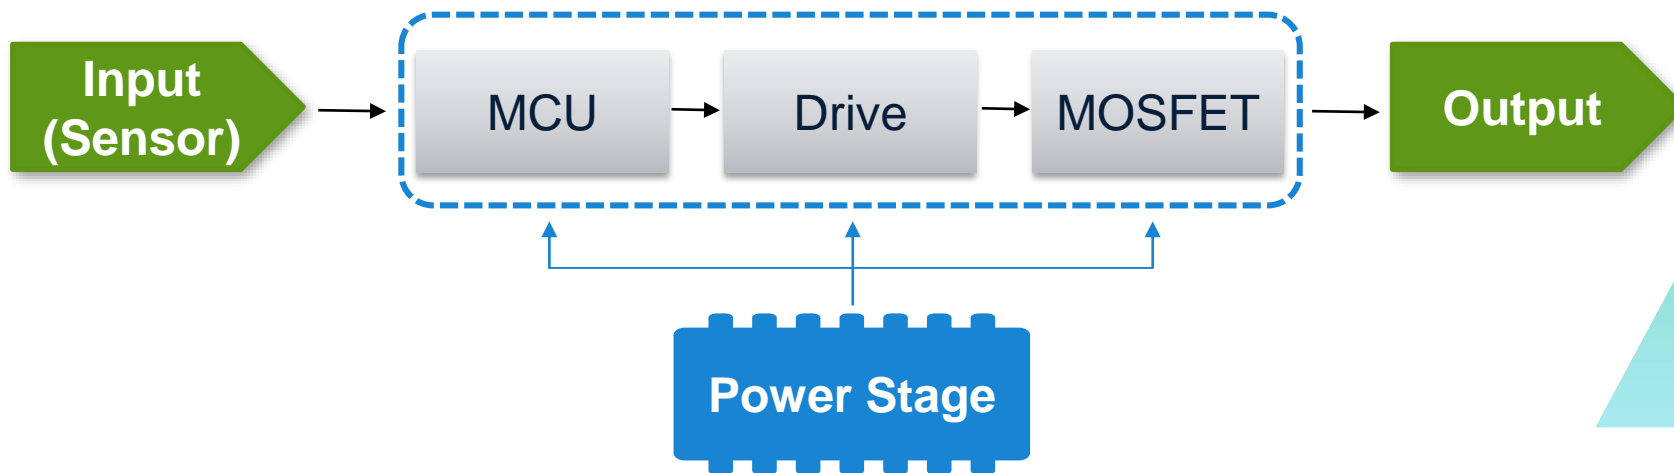 Input
(Sensor)
MCU
Drive
MOSFET
Output
Power Stage